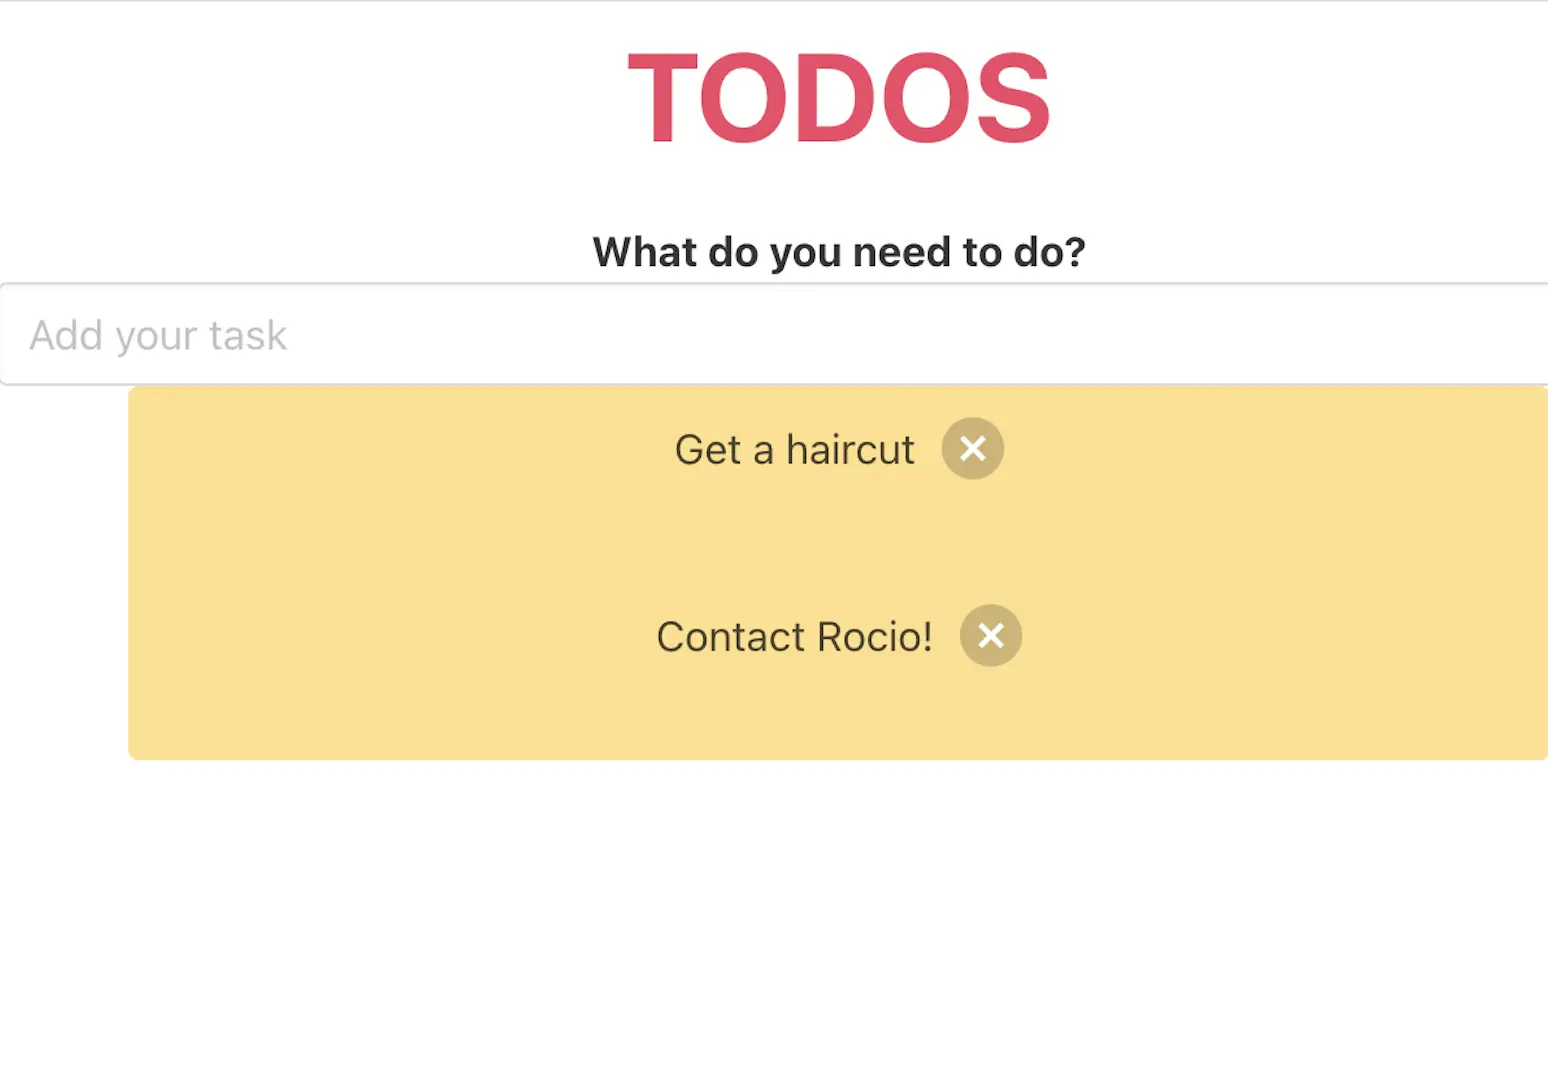 TODOS
What do you need to do?
Add your task
Get a haircut
Contact Rocio!